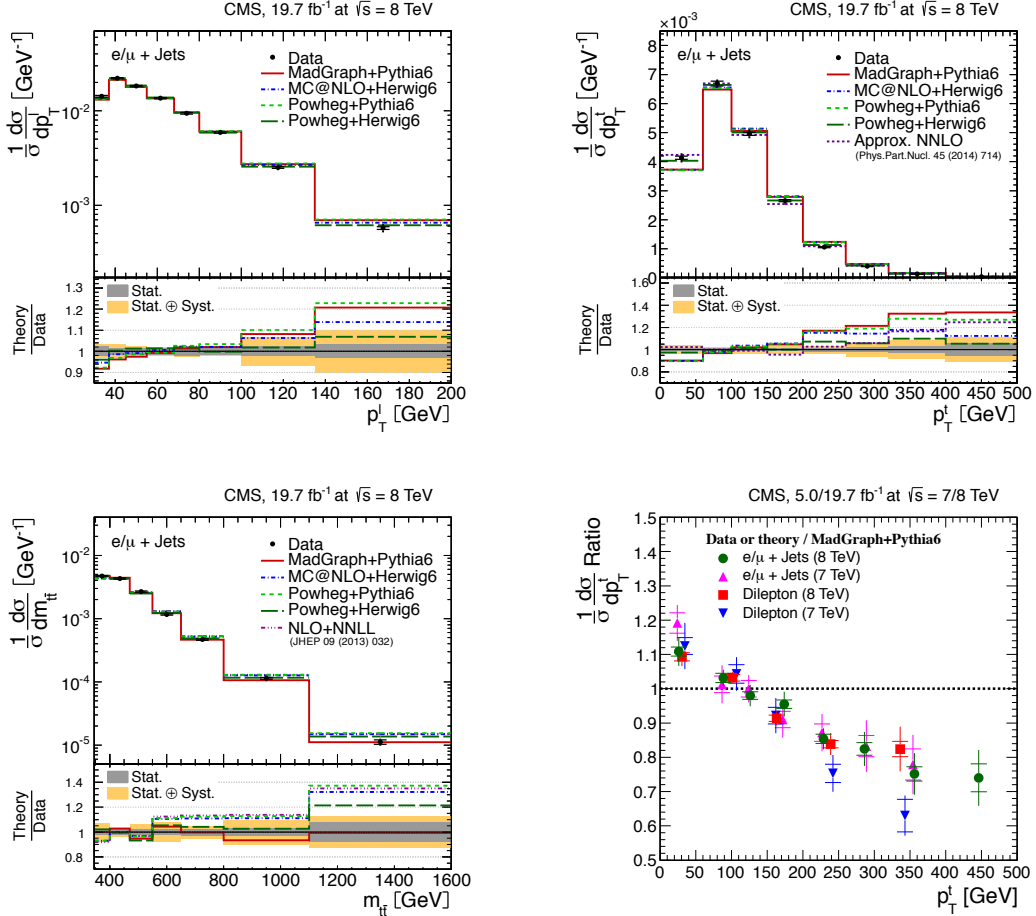 CMS, 19.7 fb⁻¹ at √s = 8 TeV
1/σ dσ/dp_T^l [GeV⁻¹]
e/μ + Jets
Data
MadGraph+Pythia6
MC@NLO+Herwig6
Powheg+Pythia6
Powheg+Herwig6
10⁻²
10⁻³
Theory
Data
Stat.
Stat. ⊕ Syst.
1.3
1.2
1.1
1
0.9
40 60 80 100 120 140 160 180 200
p_T^l [GeV]
CMS, 19.7 fb⁻¹ at √s = 8 TeV
×10⁻³
1/σ dσ/dp_T^t [GeV⁻¹]
e/μ + Jets
Data
MadGraph+Pythia6
MC@NLO+Herwig6
Powheg+Pythia6
Powheg+Herwig6
Approx. NNLO
(Phys.Part.Nucl. 45 (2014) 714)
8
7
6
5
4
3
2
1
0
Theory
Data
Stat.
Stat. ⊕ Syst.
1.6
1.4
1.2
1
0.8
0 50 100 150 200 250 300 350 400 450 500
p_T^t [GeV]
CMS, 19.7 fb⁻¹ at √s = 8 TeV
1/σ dσ/dm_tt̄ [GeV⁻¹]
e/μ + Jets
Data
MadGraph+Pythia6
MC@NLO+Herwig6
Powheg+Pythia6
Powheg+Herwig6
NLO+NNLL
(JHEP 09 (2013) 032)
10⁻²
10⁻³
10⁻⁴
10⁻⁵
Theory
Data
Stat.
Stat. ⊕ Syst.
1.4
1.2
1
0.8
400 600 800 1000 1200 1400 1600
m_tt̄ [GeV]
CMS, 5.0/19.7 fb⁻¹ at √s = 7/8 TeV
1/σ dσ/dp_T^t Ratio
Data or theory / MadGraph+Pythia6
e/μ + Jets (8 TeV)
e/μ + Jets (7 TeV)
Dilepton (8 TeV)
Dilepton (7 TeV)
1.5
1.4
1.3
1.2
1.1
1
0.9
0.8
0.7
0.6
0.5
0 50 100 150 200 250 300 350 400 450 500
p_T^t [GeV]